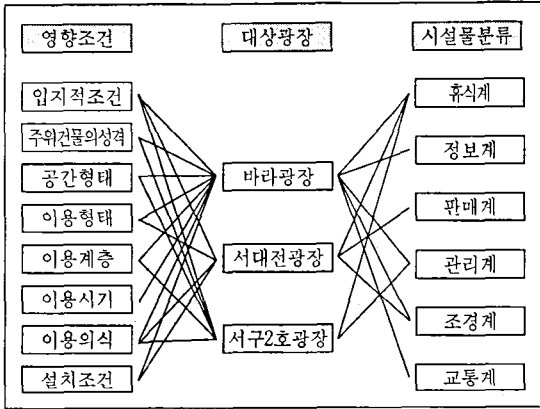 영향조건 대상광장 시설물분류
입지적조건 휴식계
주위건물의성격 정보계
공간형태 바라광장
이용형태 판매계
이용계층 서대전광장 관리계
이용시기 조경계
이용의식 서구2호광장
설치조건 교통계